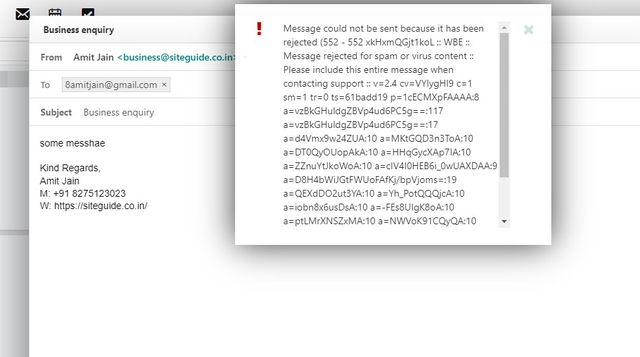 Business enquiry
From Amit Jain <business@siteguide.co.in>
To 8amitjain@gmail.com ×
Subject Business enquiry
some messhae
Kind Regards,
Amit Jain
M: +91 8275123023
W: https://siteguide.co.in/
Message could not be sent because it has been
rejected (552 - 552 xkHxmQGjt1koL :: WBE ::
Message rejected for spam or virus content ::
Please include this entire message when
contacting support :: v=2.4 cv=VYlygHl9 c=1
sm=1 tr=0 ts=61badd19 p=1cECMXpFAAAA:8
a=vzBkGHuldgZBVp4ud6PC5g==:117
a=vzBkGHuldgZBVp4ud6PC5g==:17
a=d4Vmx9w24ZUA:10 a=MKtGQD3n3ToA:10
a=DT0QyOUopAkA:10 a=HHqGycXAp7IA:10
a=ZZnuYtJkoWoA:10 a=cIV4I0HEB6i_0wUAXDAA:9
a=D8H4bWiJGtFWUoFAfKj/bpVjoms=:19
a=QEXdDO2ut3YA:10 a=Yh_PotQQQjcA:10
a=iobn8x6usDsA:10 a=-FEs8UIgK8oA:10
a=ptLMrXNSZxMA:10 a=NWVoK91CQyQA:10